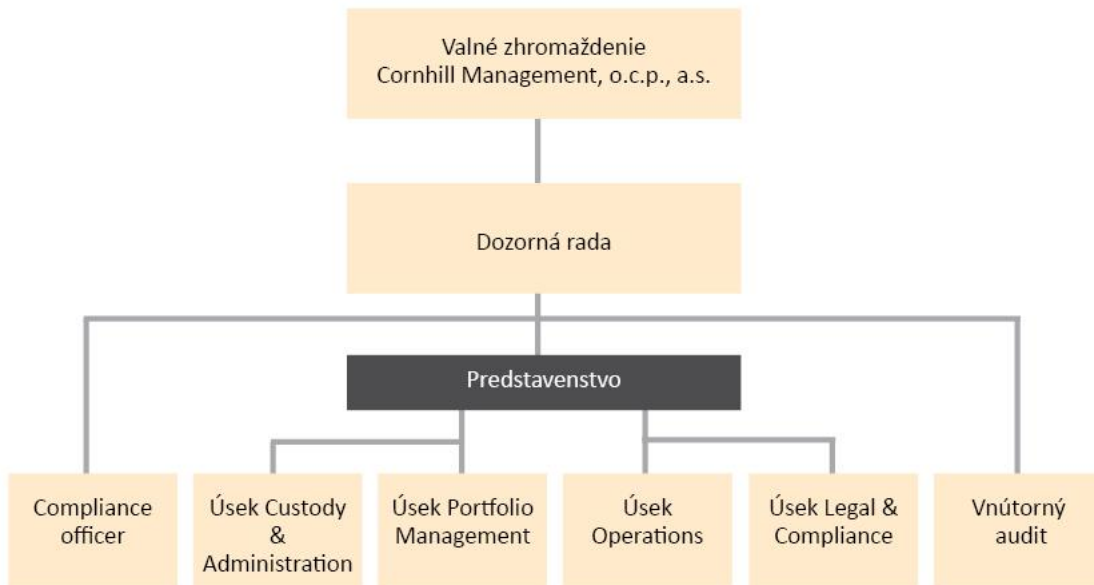 Valné zhromaždenie
Cornhill Management, o.c.p., a.s.
Dozorná rada
Predstavenstvo
Compliance
officer
Úsek Custody
&
Administration
Úsek Portfolio
Management
Úsek
Operations
Úsek Legal &
Compliance
Vnútorný
audit